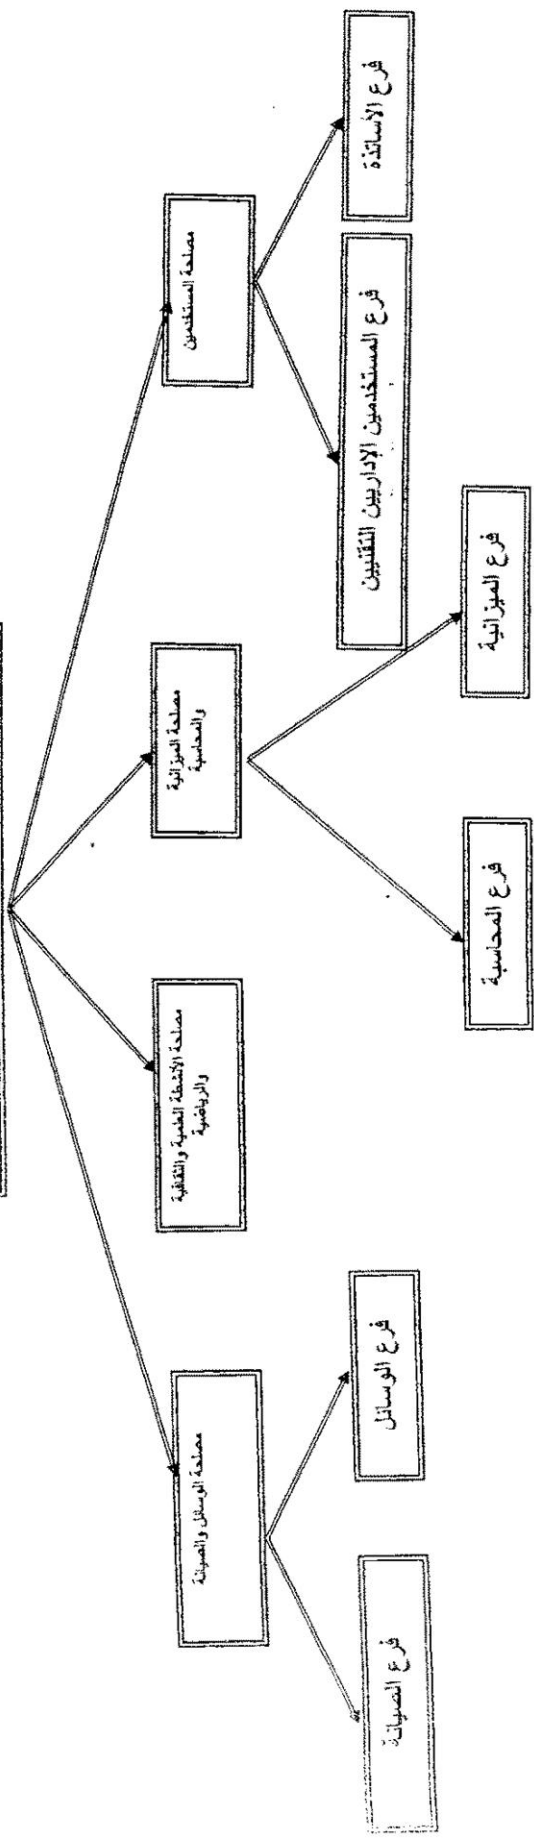 مصلحة المستخدمين
مصلحة الميزانية
والمحاسبة
مصلحة الأنشطة العلمية والثقافية
والرياضية
مصلحة الوسائل والصيانة
فرع الأساتذة
فرع المستخدمين الإداريين التقنيين
فرع الميزانية
فرع المحاسبة
فرع الوسائل
فرع الصيانة